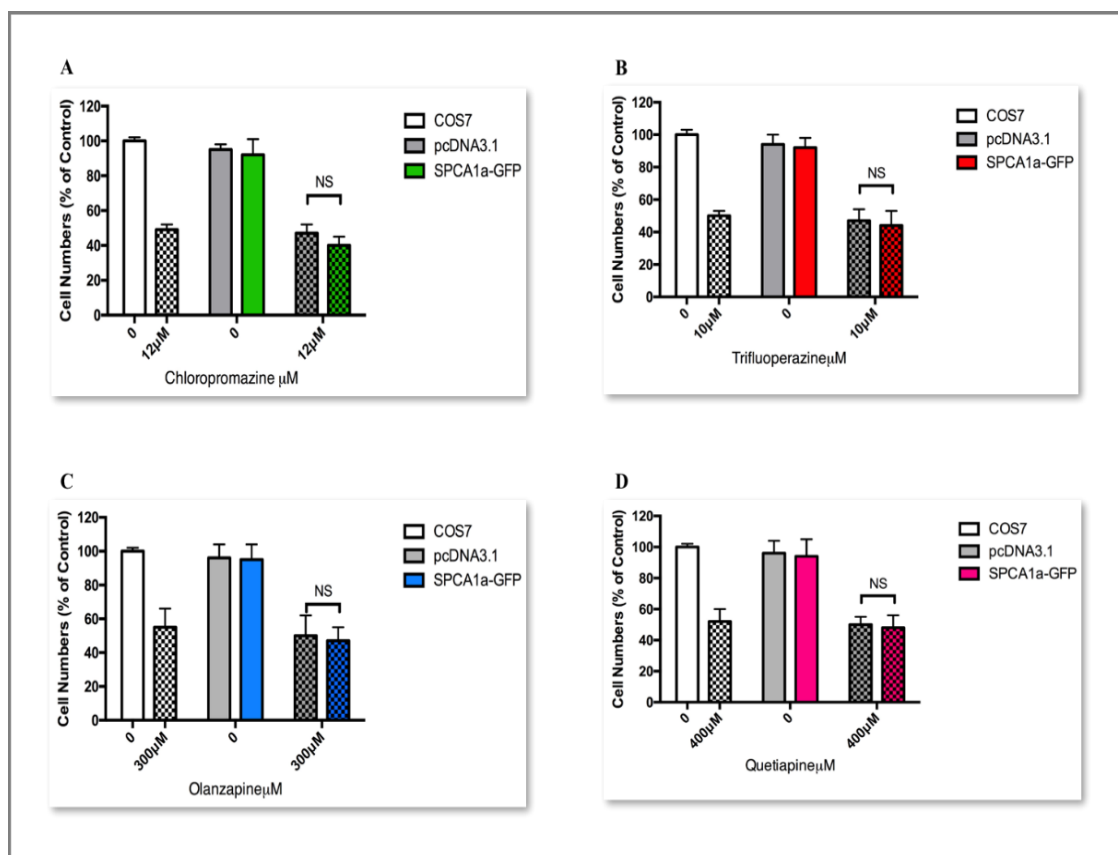 A
Cell Numbers (% of Control)
120
100
80
60
40
20
0
NS
COS7
pcDNA3.1
SPCA1a-GFP
0
12µM
0
12µM
Chloropromazine µM
B
Cell Numbers (% of Control)
120
100
80
60
40
20
0
NS
COS7
pcDNA3.1
SPCA1a-GFP
0
10µM
0
10µM
TrifluoperazineµM
C
Cell Numbers (% of Control)
120
100
80
60
40
20
0
NS
COS7
pcDNA3.1
SPCA1a-GFP
0
300µM
0
300µM
OlanzapineµM
D
Cell Numbers (% of Control)
120
100
80
60
40
20
0
NS
COS7
pcDNA3.1
SPCA1a-GFP
0
400µM
0
400µM
QuetiapineµM